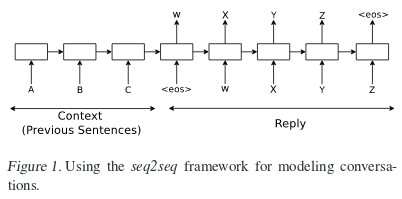 W X Y Z <eos>
A B C <eos> W X Y Z
Context
(Previous Sentences)
Reply
Figure 1. Using the seq2seq framework for modeling conversa-
tions.